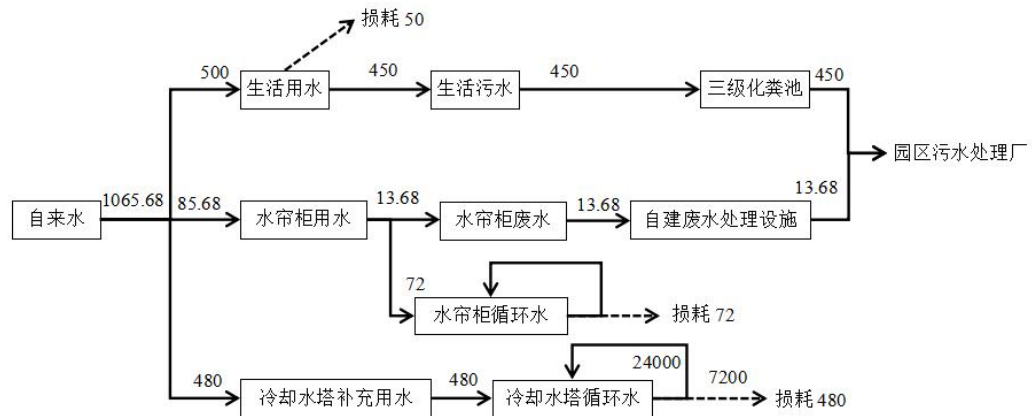 损耗 50
500
生活用水
450
生活污水
450
三级化粪池
450
园区污水处理厂
自来水
1065.68
85.68
水帘柜用水
13.68
水帘柜废水
13.68
自建废水处理设施
13.68
72
水帘柜循环水
损耗 72
480
冷却水塔补充用水
480
冷却水塔循环水
24000
7200
损耗 480